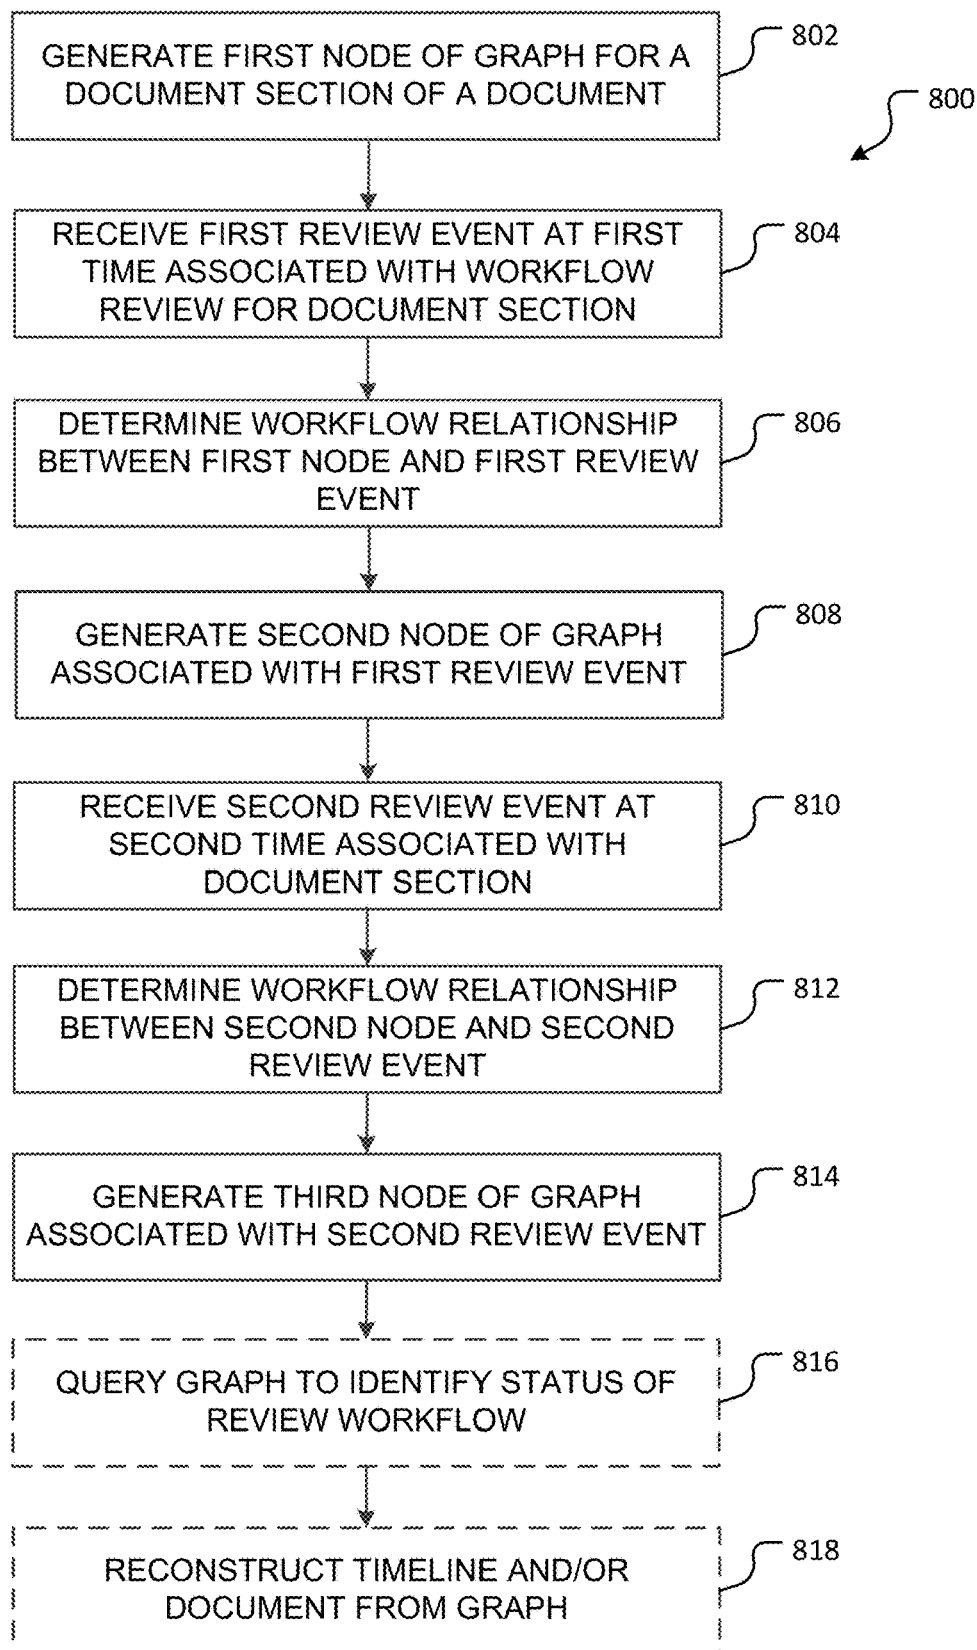 GENERATE FIRST NODE OF GRAPH FOR A
DOCUMENT SECTION OF A DOCUMENT
802
800
RECEIVE FIRST REVIEW EVENT AT FIRST
TIME ASSOCIATED WITH WORKFLOW
REVIEW FOR DOCUMENT SECTION
804
DETERMINE WORKFLOW RELATIONSHIP
BETWEEN FIRST NODE AND FIRST REVIEW
EVENT
806
GENERATE SECOND NODE OF GRAPH
ASSOCIATED WITH FIRST REVIEW EVENT
808
RECEIVE SECOND REVIEW EVENT AT
SECOND TIME ASSOCIATED WITH
DOCUMENT SECTION
810
DETERMINE WORKFLOW RELATIONSHIP
BETWEEN SECOND NODE AND SECOND
REVIEW EVENT
812
GENERATE THIRD NODE OF GRAPH
ASSOCIATED WITH SECOND REVIEW EVENT
814
QUERY GRAPH TO IDENTIFY STATUS OF
REVIEW WORKFLOW
816
RECONSTRUCT TIMELINE AND/OR
DOCUMENT FROM GRAPH
818